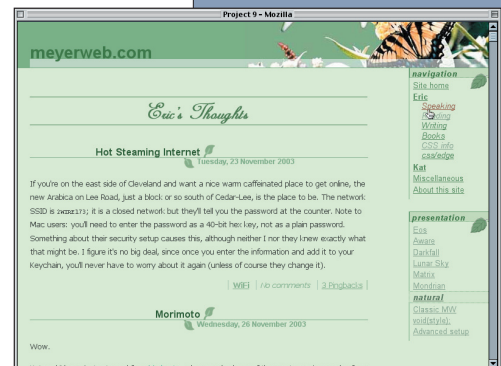 Project 9 - Mozilla
meyerweb.com
Eric's Thoughts
Hot Steaming Internet
Tuesday, 23 November 2003
If you're on the east side of Cleveland and want a nice warm caffeinated place to get online, the
new Arabica on Lee Road, just a block or so south of Cedar-Lee, is the place to be. The network
SSID is ; it is a closed network but they'll tell you the password at the counter. Note to
Mac users: you'll need to enter the password as a 40-bit hex key, not as a plain password.
Something about their security setup causes this, although neither I nor they knew exactly what
that might be. I figure it's no big deal, since once you enter the information and add it to your
Keychain, you'll never have to worry about it again (unless of course they change it).
WiFi | No comments | 3 Pingbacks |
Morimoto
Wednesday, 26 November 2003
Wow.
navigation
Site home
Eric
Speaking
Writing
Books
CSS info
css/edge
Kat
Miscellaneous
About this site
presentation
Eos
Aware
Darkfall
Lunar Sky
Matrix
Mondrian
natural
Classic MW
void(style);
Advanced setup